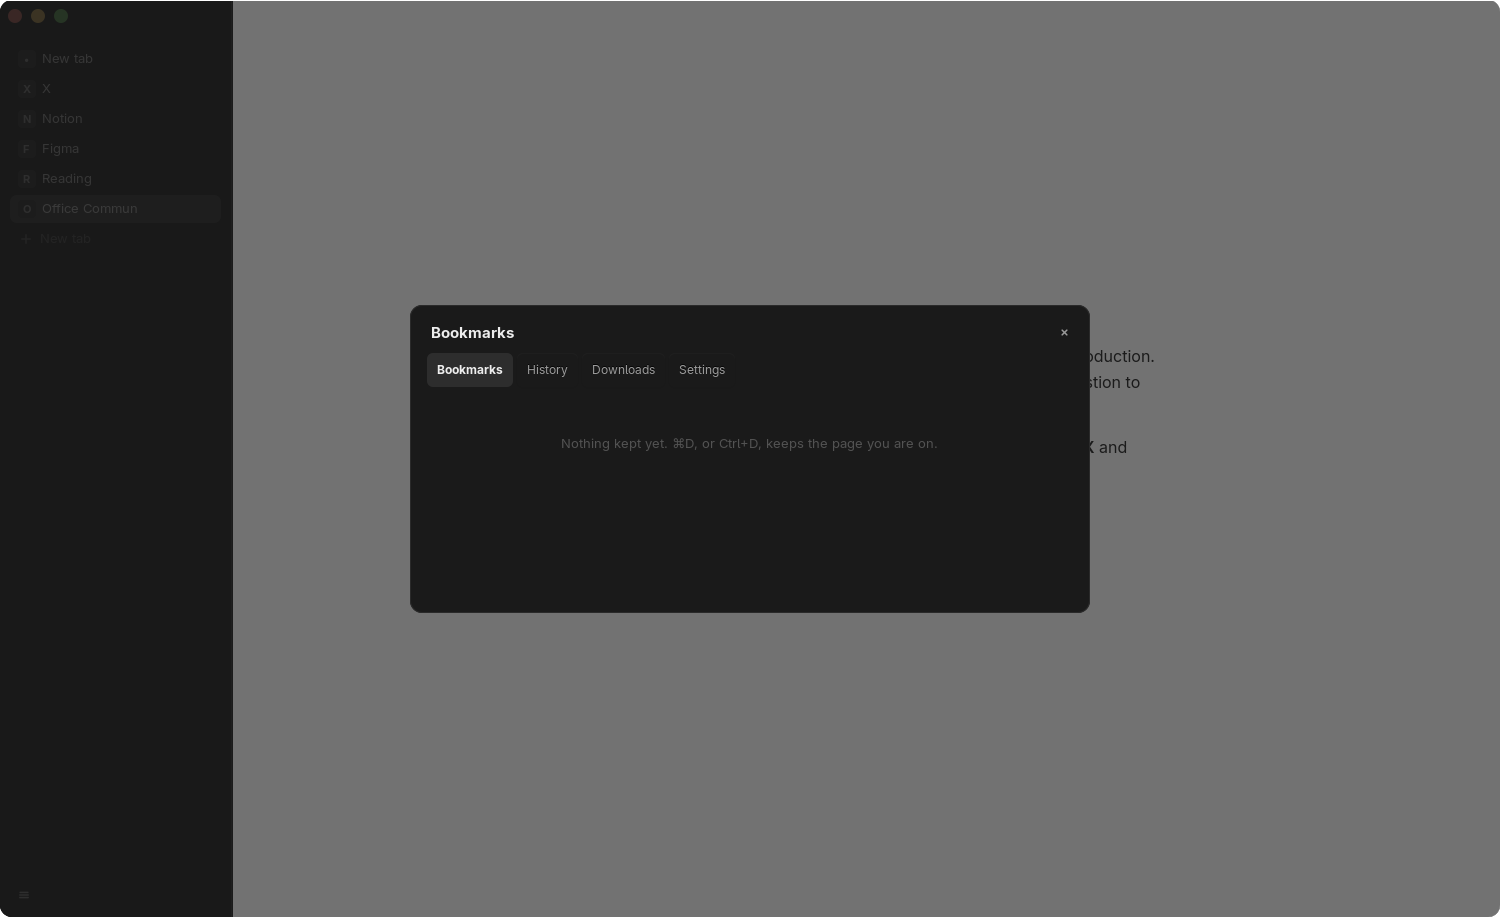 New tab
X X
N Notion
F Figma
R Reading
O Office Commun
+ New tab
Bookmarks ×
Bookmarks History Downloads Settings
Nothing kept yet. ⌘D, or Ctrl+D, keeps the page you are on.
oduction.
stion to
X and